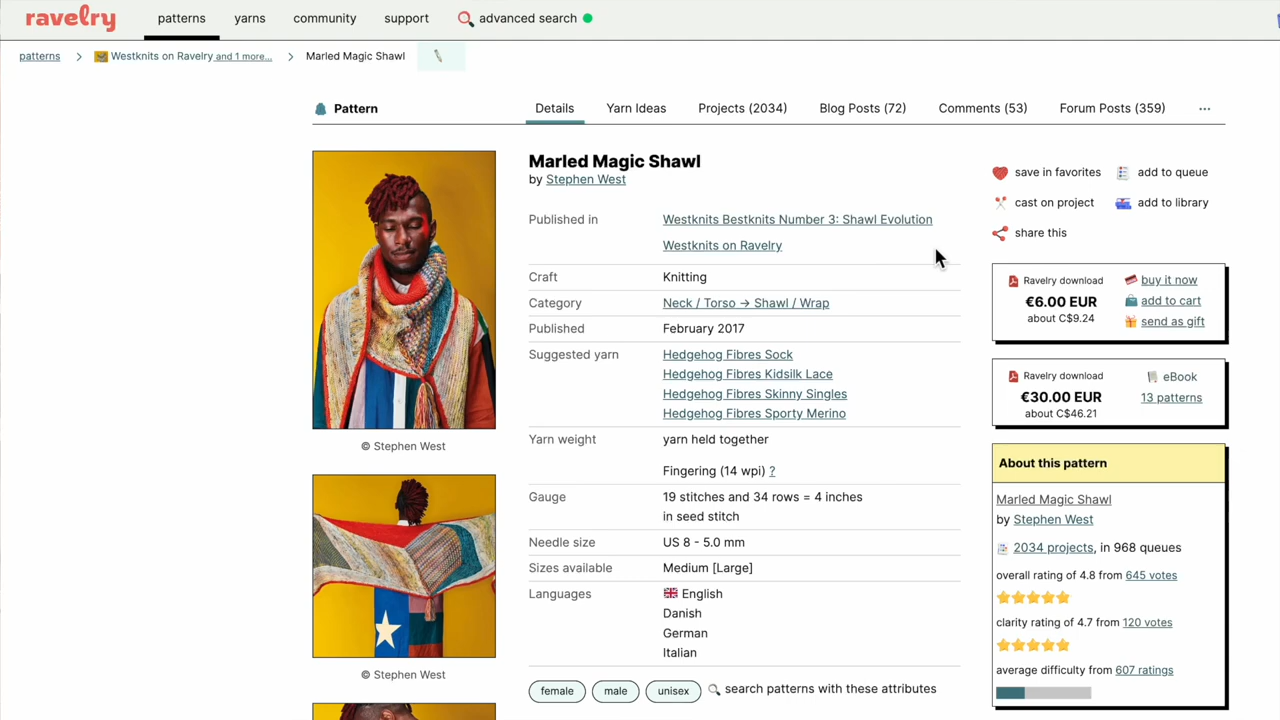 ravelry
patterns
yarns
community
support
advanced search
patterns
Westknits on Ravelry and 1 more...
Marled Magic Shawl
Pattern
Details
Yarn Ideas
Projects (2034)
Blog Posts (72)
Comments (53)
Forum Posts (359)
© Stephen West
© Stephen West
Marled Magic Shawl
by Stephen West
Published in
Westknits Bestknits Number 3: Shawl Evolution
Westknits on Ravelry
Craft
Knitting
Category
Neck / Torso → Shawl / Wrap
Published
February 2017
Suggested yarn
Hedgehog Fibres Sock
Hedgehog Fibres Kidsilk Lace
Hedgehog Fibres Skinny Singles
Hedgehog Fibres Sporty Merino
Yarn weight
yarn held together
Fingering (14 wpi) ?
Gauge
19 stitches and 34 rows = 4 inches
in seed stitch
Needle size
US 8 - 5.0 mm
Sizes available
Medium [Large]
Languages
English
Danish
German
Italian
female
male
unisex
search patterns with these attributes
save in favorites
add to queue
cast on project
add to library
share this
Ravelry download
€6.00 EUR
about C$9.24
buy it now
add to cart
send as gift
Ravelry download
€30.00 EUR
about C$46.21
eBook
13 patterns
About this pattern
Marled Magic Shawl
by Stephen West
2034 projects, in 968 queues
overall rating of 4.8 from 645 votes
clarity rating of 4.7 from 120 votes
average difficulty from 607 ratings